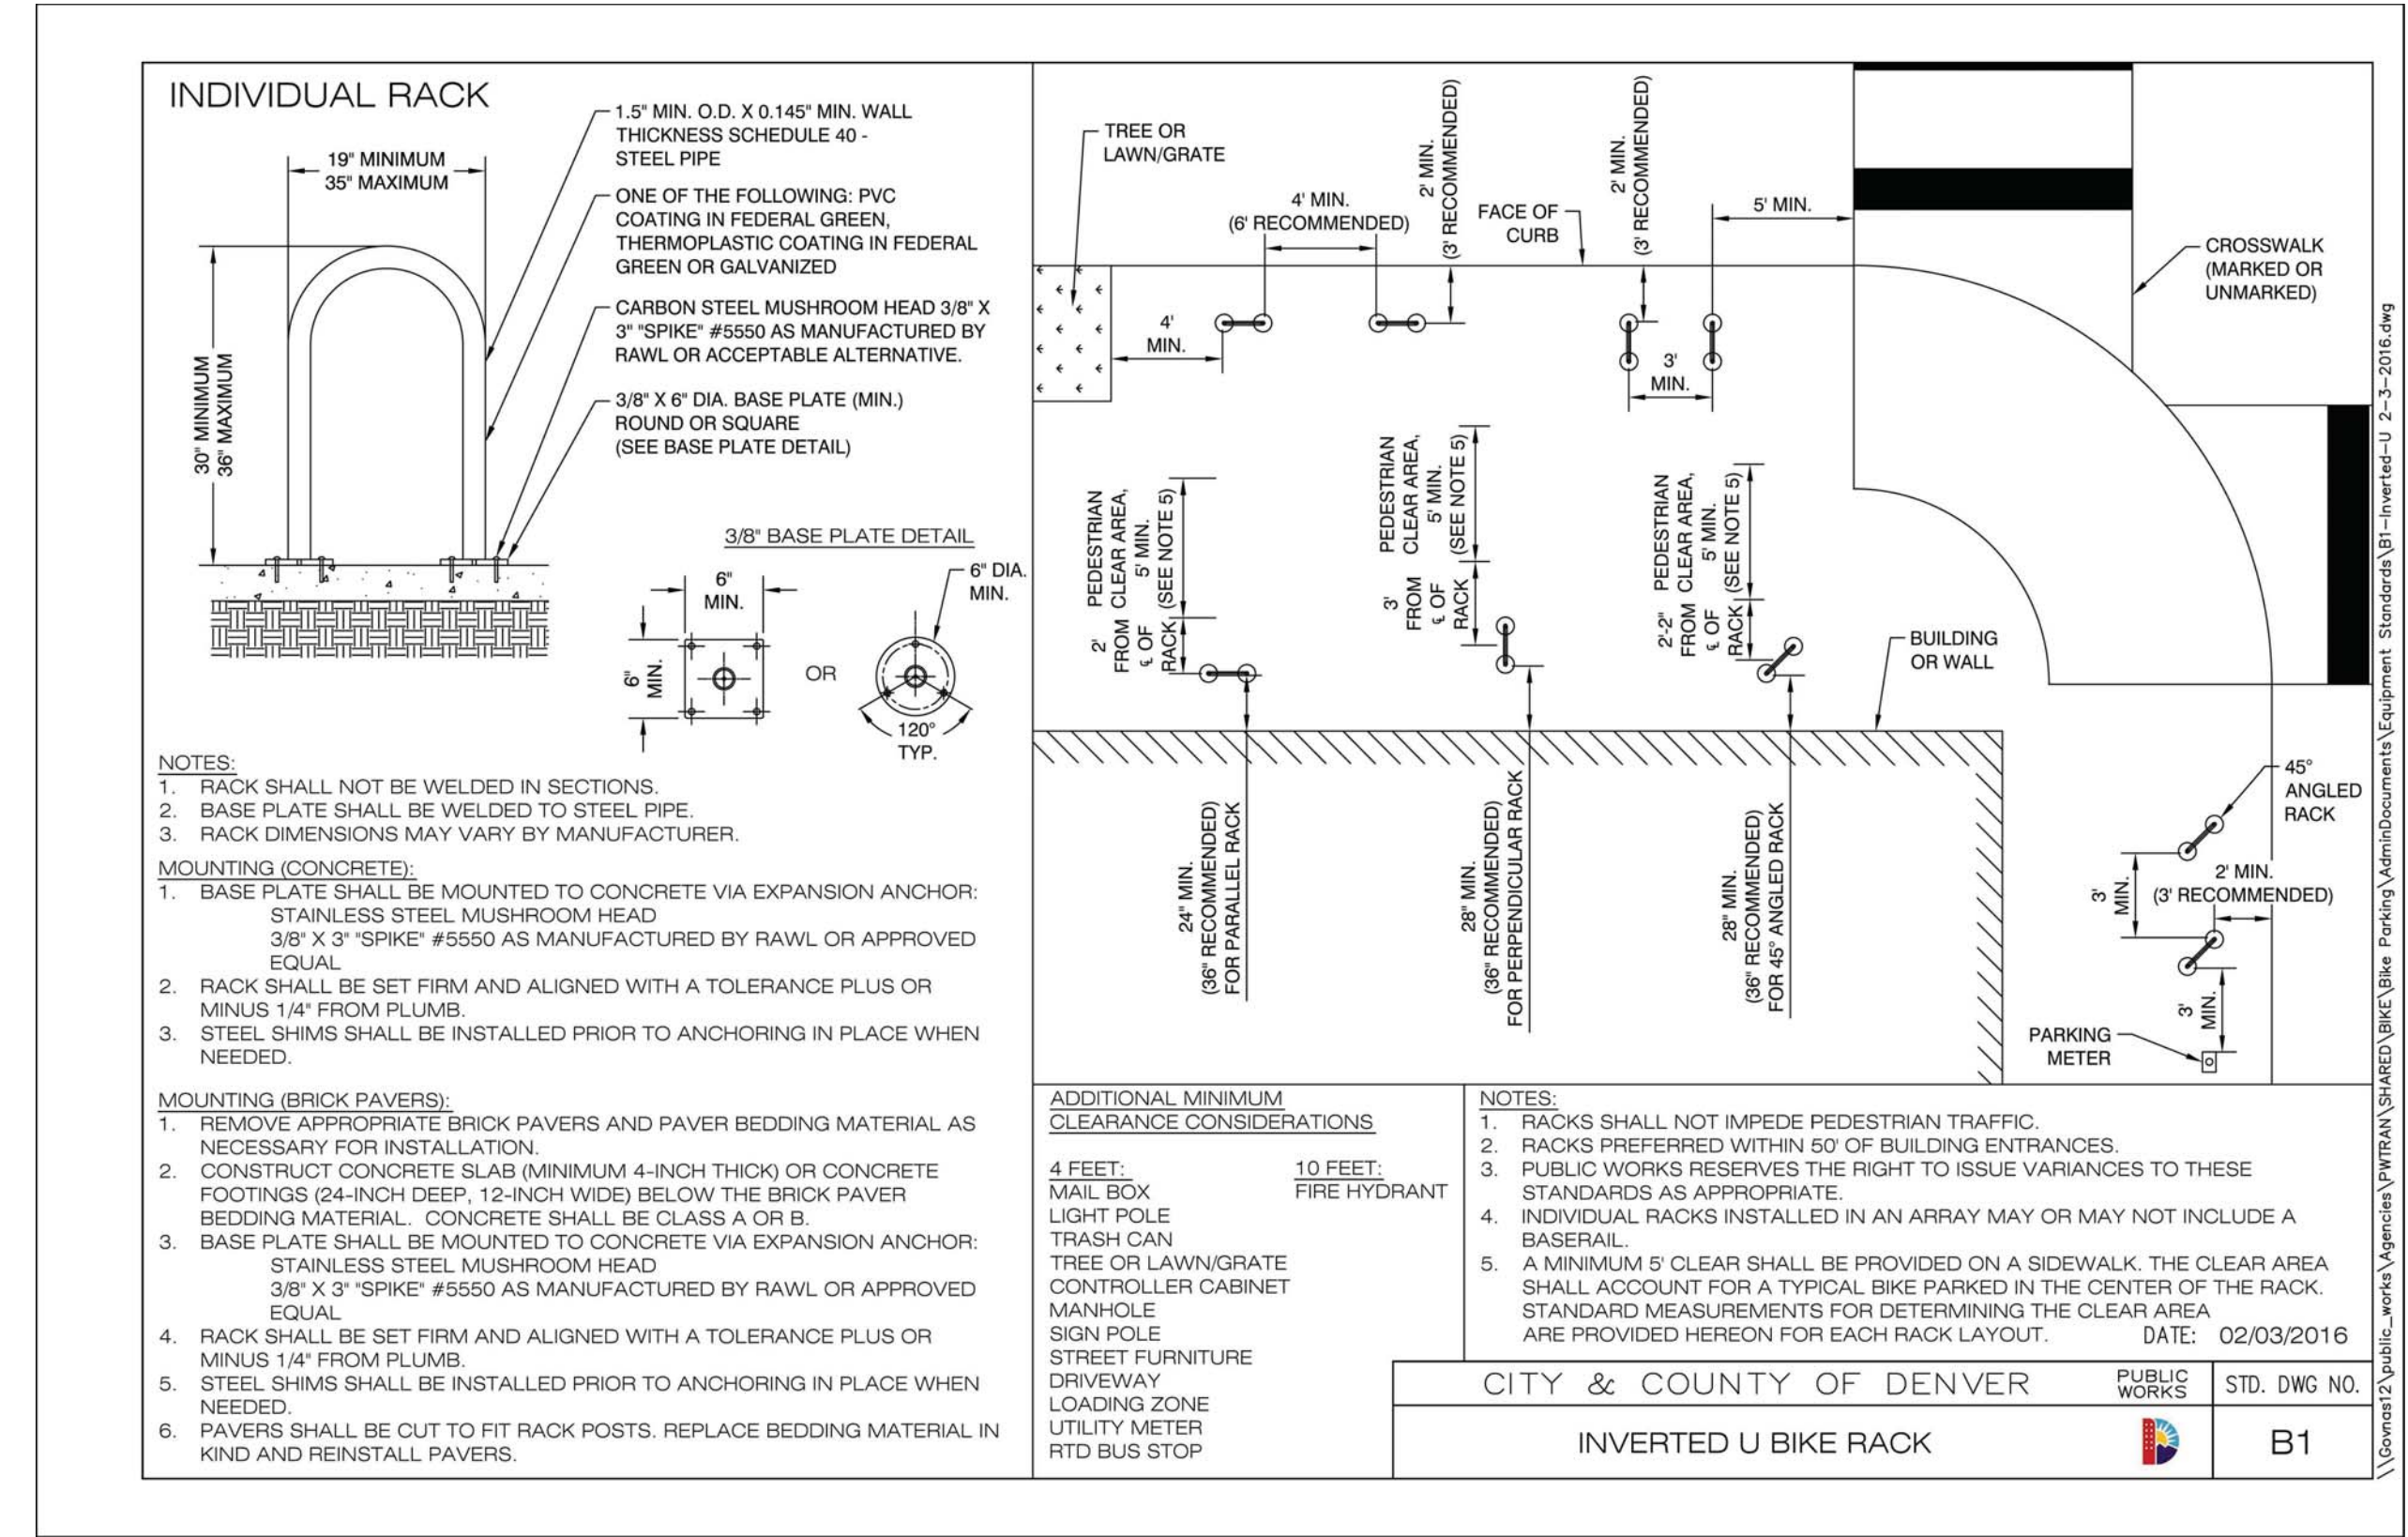 INDIVIDUAL RACK
19" MINIMUM
35" MAXIMUM
30" MINIMUM
36" MAXIMUM
1.5" MIN. O.D. X 0.145" MIN. WALL
THICKNESS SCHEDULE 40 -
STEEL PIPE
ONE OF THE FOLLOWING: PVC
COATING IN FEDERAL GREEN,
THERMOPLASTIC COATING IN FEDERAL
GREEN OR GALVANIZED
CARBON STEEL MUSHROOM HEAD 3/8" X
3" "SPIKE" #5550 AS MANUFACTURED BY
RAWL OR ACCEPTABLE ALTERNATIVE.
3/8" X 6" DIA. BASE PLATE (MIN.)
ROUND OR SQUARE
(SEE BASE PLATE DETAIL)
3/8" BASE PLATE DETAIL
6"
MIN.
6"
MIN.
OR
6" DIA.
MIN.
120°
TYP.
NOTES:
1. RACK SHALL NOT BE WELDED IN SECTIONS.
2. BASE PLATE SHALL BE WELDED TO STEEL PIPE.
3. RACK DIMENSIONS MAY VARY BY MANUFACTURER.
MOUNTING (CONCRETE):
1. BASE PLATE SHALL BE MOUNTED TO CONCRETE VIA EXPANSION ANCHOR:
STAINLESS STEEL MUSHROOM HEAD
3/8" X 3" "SPIKE" #5550 AS MANUFACTURED BY RAWL OR APPROVED
EQUAL
2. RACK SHALL BE SET FIRM AND ALIGNED WITH A TOLERANCE PLUS OR
MINUS 1/4" FROM PLUMB.
3. STEEL SHIMS SHALL BE INSTALLED PRIOR TO ANCHORING IN PLACE WHEN
NEEDED.
MOUNTING (BRICK PAVERS):
1. REMOVE APPROPRIATE BRICK PAVERS AND PAVER BEDDING MATERIAL AS
NECESSARY FOR INSTALLATION.
2. CONSTRUCT CONCRETE SLAB (MINIMUM 4-INCH THICK) OR CONCRETE
FOOTINGS (24-INCH DEEP, 12-INCH WIDE) BELOW THE BRICK PAVER
BEDDING MATERIAL. CONCRETE SHALL BE CLASS A OR B.
3. BASE PLATE SHALL BE MOUNTED TO CONCRETE VIA EXPANSION ANCHOR:
STAINLESS STEEL MUSHROOM HEAD
3/8" X 3" "SPIKE" #5550 AS MANUFACTURED BY RAWL OR APPROVED
EQUAL
4. RACK SHALL BE SET FIRM AND ALIGNED WITH A TOLERANCE PLUS OR
MINUS 1/4" FROM PLUMB.
5. STEEL SHIMS SHALL BE INSTALLED PRIOR TO ANCHORING IN PLACE WHEN
NEEDED.
6. PAVERS SHALL BE CUT TO FIT RACK POSTS. REPLACE BEDDING MATERIAL IN
KIND AND REINSTALL PAVERS.
TREE OR
LAWN/GRATE
4' MIN.
(6' RECOMMENDED)
2' MIN.
(3' RECOMMENDED)
FACE OF
CURB
2' MIN.
(3' RECOMMENDED)
5' MIN.
CROSSWALK
(MARKED OR
UNMARKED)
4'
MIN.
3'
MIN.
2'
FROM
℄ OF
RACK
PEDESTRIAN
CLEAR AREA,
5' MIN.
(SEE NOTE 5)
3'
FROM
℄ OF
RACK
PEDESTRIAN
CLEAR AREA,
5' MIN.
(SEE NOTE 5)
2'-2"
FROM
℄ OF
RACK
PEDESTRIAN
CLEAR AREA,
5' MIN.
(SEE NOTE 5)
BUILDING
OR WALL
24" MIN.
(36" RECOMMENDED)
FOR PARALLEL RACK
28" MIN.
(36" RECOMMENDED)
FOR PERPENDICULAR RACK
28" MIN.
(36" RECOMMENDED)
FOR 45° ANGLED RACK
45°
ANGLED
RACK
3'
MIN.
2' MIN.
(3' RECOMMENDED)
3'
MIN.
PARKING
METER
ADDITIONAL MINIMUM
CLEARANCE CONSIDERATIONS
4 FEET:
MAIL BOX
LIGHT POLE
TRASH CAN
TREE OR LAWN/GRATE
CONTROLLER CABINET
MANHOLE
SIGN POLE
STREET FURNITURE
DRIVEWAY
LOADING ZONE
UTILITY METER
RTD BUS STOP
10 FEET:
FIRE HYDRANT
NOTES:
1. RACKS SHALL NOT IMPEDE PEDESTRIAN TRAFFIC.
2. RACKS PREFERRED WITHIN 50' OF BUILDING ENTRANCES.
3. PUBLIC WORKS RESERVES THE RIGHT TO ISSUE VARIANCES TO THESE
STANDARDS AS APPROPRIATE.
4. INDIVIDUAL RACKS INSTALLED IN AN ARRAY MAY OR MAY NOT INCLUDE A
BASERAIL.
5. A MINIMUM 5' CLEAR SHALL BE PROVIDED ON A SIDEWALK. THE CLEAR AREA
SHALL ACCOUNT FOR A TYPICAL BIKE PARKED IN THE CENTER OF THE RACK.
STANDARD MEASUREMENTS FOR DETERMINING THE CLEAR AREA
ARE PROVIDED HEREON FOR EACH RACK LAYOUT.
DATE: 02/03/2016
CITY & COUNTY OF DENVER
PUBLIC
WORKS
STD. DWG NO.
INVERTED U BIKE RACK
B1
\\Govnas12\public_works\Agencies\PWTRAN\SHARED\BIKE\Bike Parking\AdminDocuments\Equipment Standards\B1-Inverted-U 2-3-2016.dwg